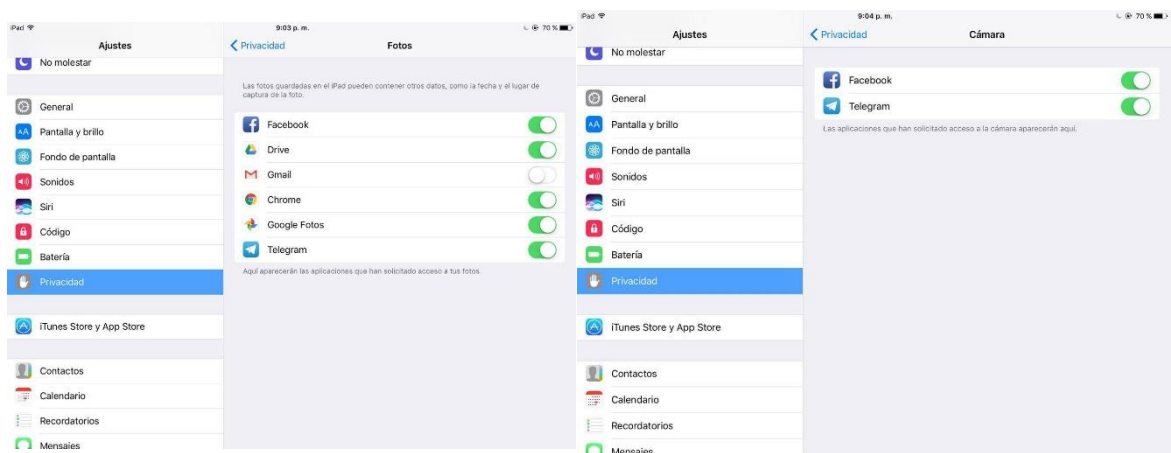 iPad
9:03 p. m.
70 %
Ajustes
Privacidad
Fotos
No molestar
General
Pantalla y brillo
Fondo de pantalla
Sonidos
Siri
Código
Batería
Privacidad
iTunes Store y App Store
Contactos
Calendario
Recordatorios
Mensajes
Las fotos guardadas en el iPad pueden contener otros datos, como la fecha y el lugar de
captura de la foto.
Facebook
Drive
Gmail
Chrome
Google Fotos
Telegram
Aquí aparecerán las aplicaciones que han solicitado acceso a tus fotos.
iPad
9:04 p. m.
70 %
Ajustes
Privacidad
Cámara
No molestar
General
Pantalla y brillo
Fondo de pantalla
Sonidos
Siri
Código
Batería
Privacidad
iTunes Store y App Store
Contactos
Calendario
Recordatorios
Mensajes
Facebook
Telegram
Las aplicaciones que han solicitado acceso a la cámara aparecerán aquí.